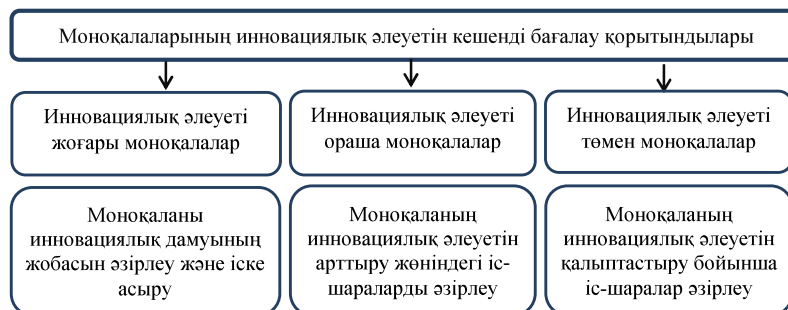 Моноқалаларының инновациялық әлеуетін кешенді бағалау қорытындылары
Инновациялық әлеуеті
жоғары моноқалалар
Инновациялық әлеуеті
ораша моноқалалар
Инновациялық әлеуеті
төмен моноқалалар
Моноқаланы
инновациялық дамуының
жобасын әзірлеу және іске
асыру
Моноқаланың
инновациялық әлеуетін
арттыру жөніндегі іс-
шараларды әзірлеу
Моноқаланың
инновациялық әлеуетін
қалыптастыру бойынша
іс-шаралар әзірлеу